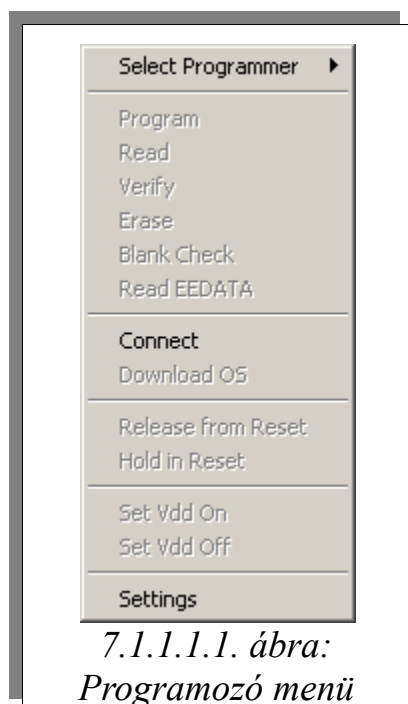 Select Programmer
Program
Read
Verify
Erase
Blank Check
Read EEDATA
Connect
Download OS
Release from Reset
Hold in Reset
Set Vdd On
Set Vdd Off
Settings
7.1.1.1.1. ábra:
Programozó menü